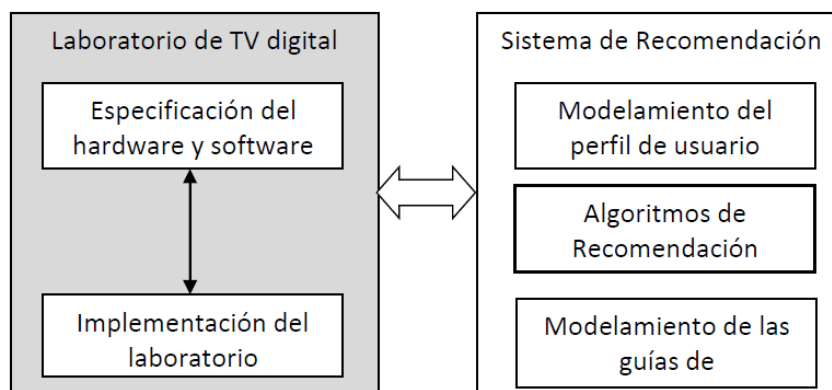 Laboratorio de TV digital
Especificación del
hardware y software
Implementación del
laboratorio
Sistema de Recomendación
Modelamiento del
perfil de usuario
Algoritmos de
Recomendación
Modelamiento de las
guías de